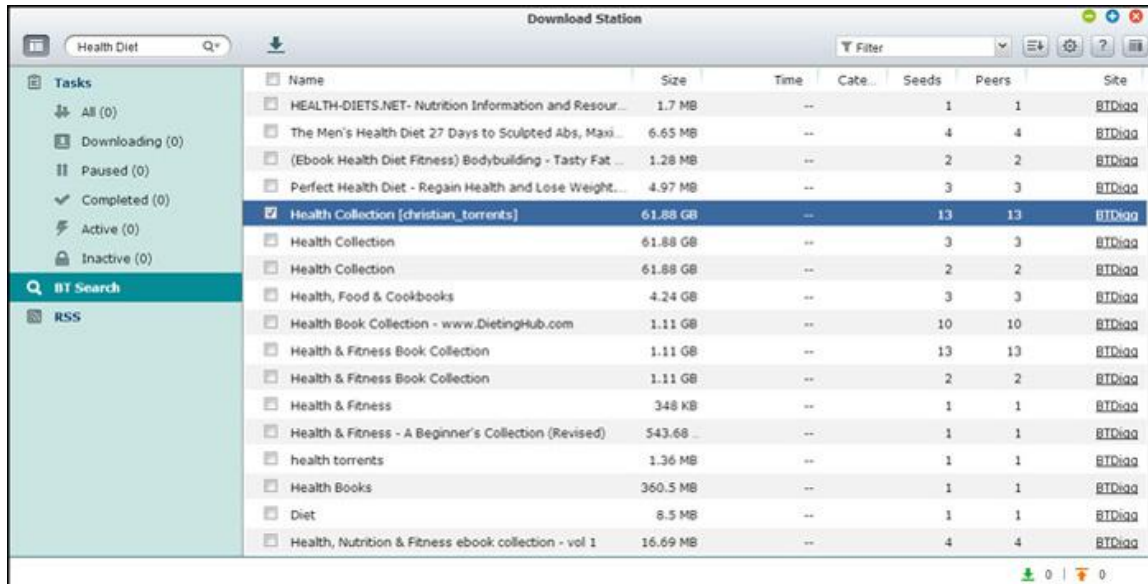 Download Station
Health Diet
Filter
?
Tasks
All (0)
Downloading (0)
Paused (0)
Completed (0)
Active (0)
Inactive (0)
BT Search
RSS
Name Size Time Cate... Seeds Peers Site
HEALTH-DIETS.NET- Nutrition Information and Resour... 1.7 MB -- 1 1 BTDigg
The Men's Health Diet 27 Days to Sculpted Abs, Maxi... 6.65 MB -- 4 4 BTDigg
(Ebook Health Diet Fitness) Bodybuilding - Tasty Fat ... 1.28 MB -- 2 2 BTDigg
Perfect Health Diet - Regain Health and Lose Weight.... 4.97 MB -- 3 3 BTDigg
Health Collection [christian_torrents] 61.88 GB -- 13 13 BTDigg
Health Collection 61.88 GB -- 3 3 BTDigg
Health Collection 61.88 GB -- 2 2 BTDigg
Health, Food & Cookbooks 4.24 GB -- 3 3 BTDigg
Health Book Collection - www.DietingHub.com 1.11 GB -- 10 10 BTDigg
Health & Fitness Book Collection 1.11 GB -- 13 13 BTDigg
Health & Fitness Book Collection 1.11 GB -- 2 2 BTDigg
Health & Fitness 348 KB -- 1 1 BTDigg
Health & Fitness - A Beginner's Collection (Revised) 543.68 ... -- 1 1 BTDigg
health torrents 1.36 MB -- 1 1 BTDigg
Health Books 360.5 MB -- 1 1 BTDigg
Diet 8.5 MB -- 1 1 BTDigg
Health, Nutrition & Fitness ebook collection - vol 1 16.69 MB -- 4 4 BTDigg
0 | 0